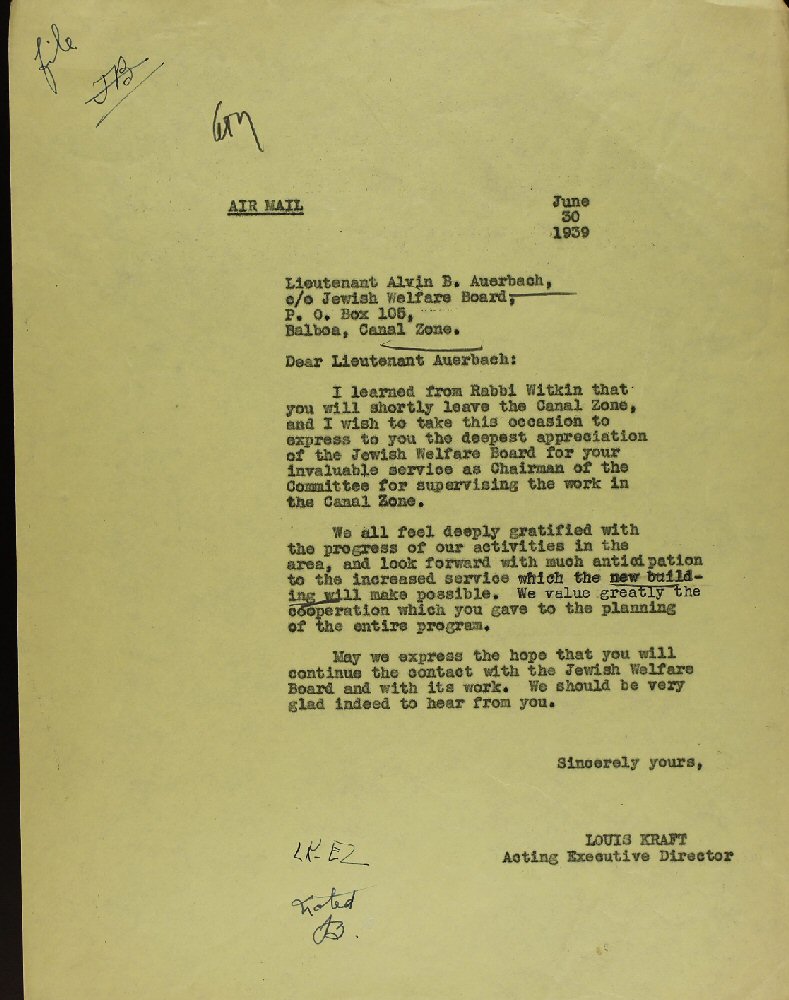 file
JB
AIR MAIL
June
30
1939
Lieutenant Alvin B. Auerbach,
c/o Jewish Welfare Board,
P. O. Box 105,
Balboa, Canal Zone.
Dear Lieutenant Auerbach:
I learned from Rabbi Witkin that
you will shortly leave the Canal Zone,
and I wish to take this occasion to
express to you the deepest appreciation
of the Jewish Welfare Board for your
invaluable service as Chairman of the
Committee for supervising the work in
the Canal Zone.
We all feel deeply gratified with
the progress of our activities in the
area, and look forward with much anticipation
to the increased service which the new build-
ing will make possible. We value greatly the
cooperation which you gave to the planning
of the entire program.
May we express the hope that you will
continue the contact with the Jewish Welfare
Board and with its work. We should be very
glad indeed to hear from you.
Sincerely yours,
LOUIS KRAFT
Acting Executive Director
LK-EZ
Noted
JB.